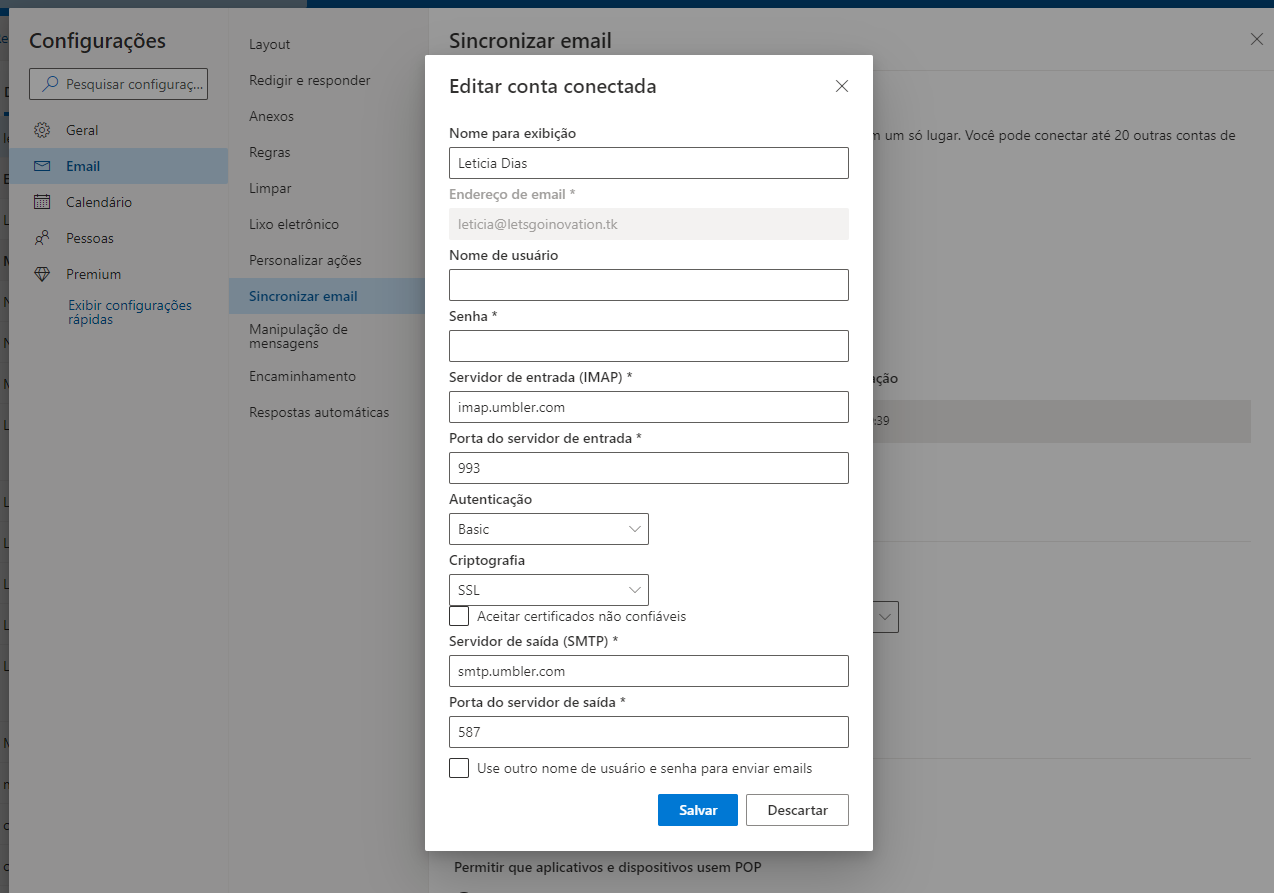 Configurações
Pesquisar configuraç...
Geral
Email
Calendário
Pessoas
Premium
Exibir configurações
rápidas
Layout
Redigir e responder
Anexos
Regras
Limpar
Lixo eletrônico
Personalizar ações
Sincronizar email
Manipulação de
mensagens
Encaminhamento
Respostas automáticas
Sincronizar email
um só lugar. Você pode conectar até 20 outras contas de
Editar conta conectada
Nome para exibição
Leticia Dias
Endereço de email *
leticia@letsgoinovation.tk
Nome de usuário
Senha *
Servidor de entrada (IMAP) *
imap.umbler.com
Porta do servidor de entrada *
993
Autenticação
Basic
Criptografia
SSL
Aceitar certificados não confiáveis
Servidor de saída (SMTP) *
smtp.umbler.com
Porta do servidor de saída *
587
Use outro nome de usuário e senha para enviar emails
Salvar
Descartar
Permitir que aplicativos e dispositivos usem POP